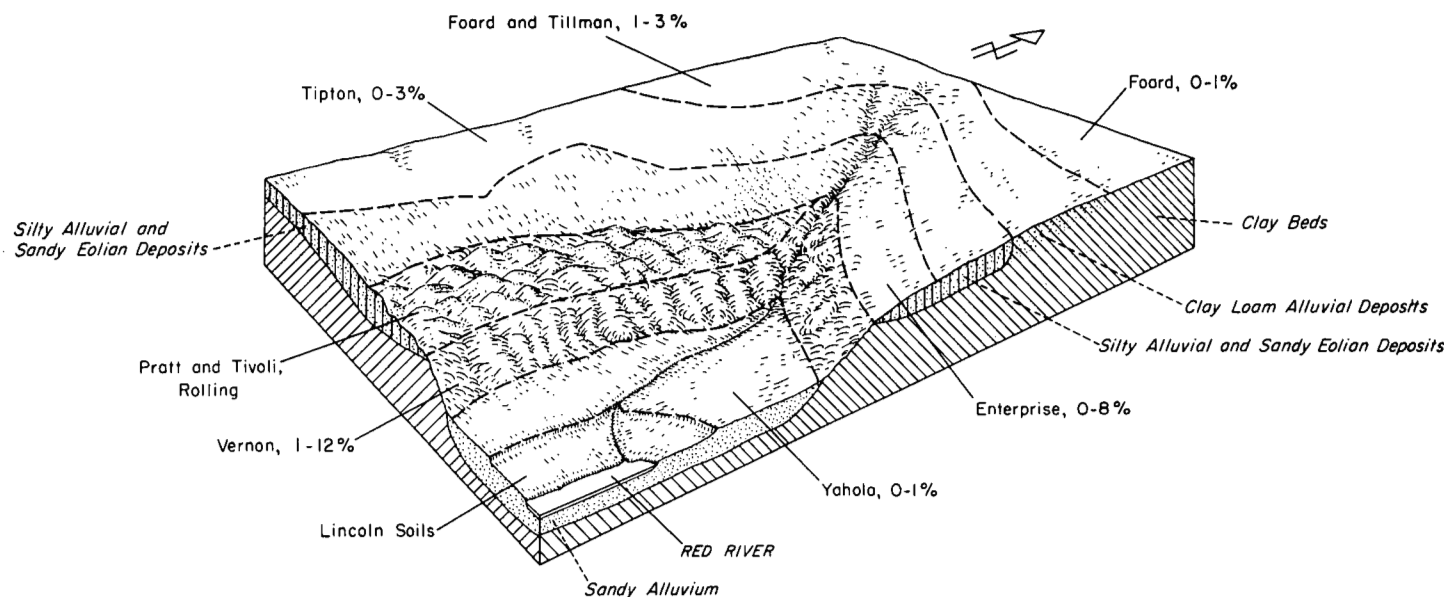 Foard and Tillman, 1-3%
Tipton, 0-3%
Foard, 0-1%
Silty Alluvial and
Sandy Eolian Deposits
Clay Beds
Clay Loam Alluvial Deposits
Silty Alluvial and Sandy Eolian Deposits
Pratt and Tivoli,
Rolling
Enterprise, 0-8%
Vernon, 1-12%
Yahola, 0-1%
Lincoln Soils
RED RIVER
Sandy Alluvium